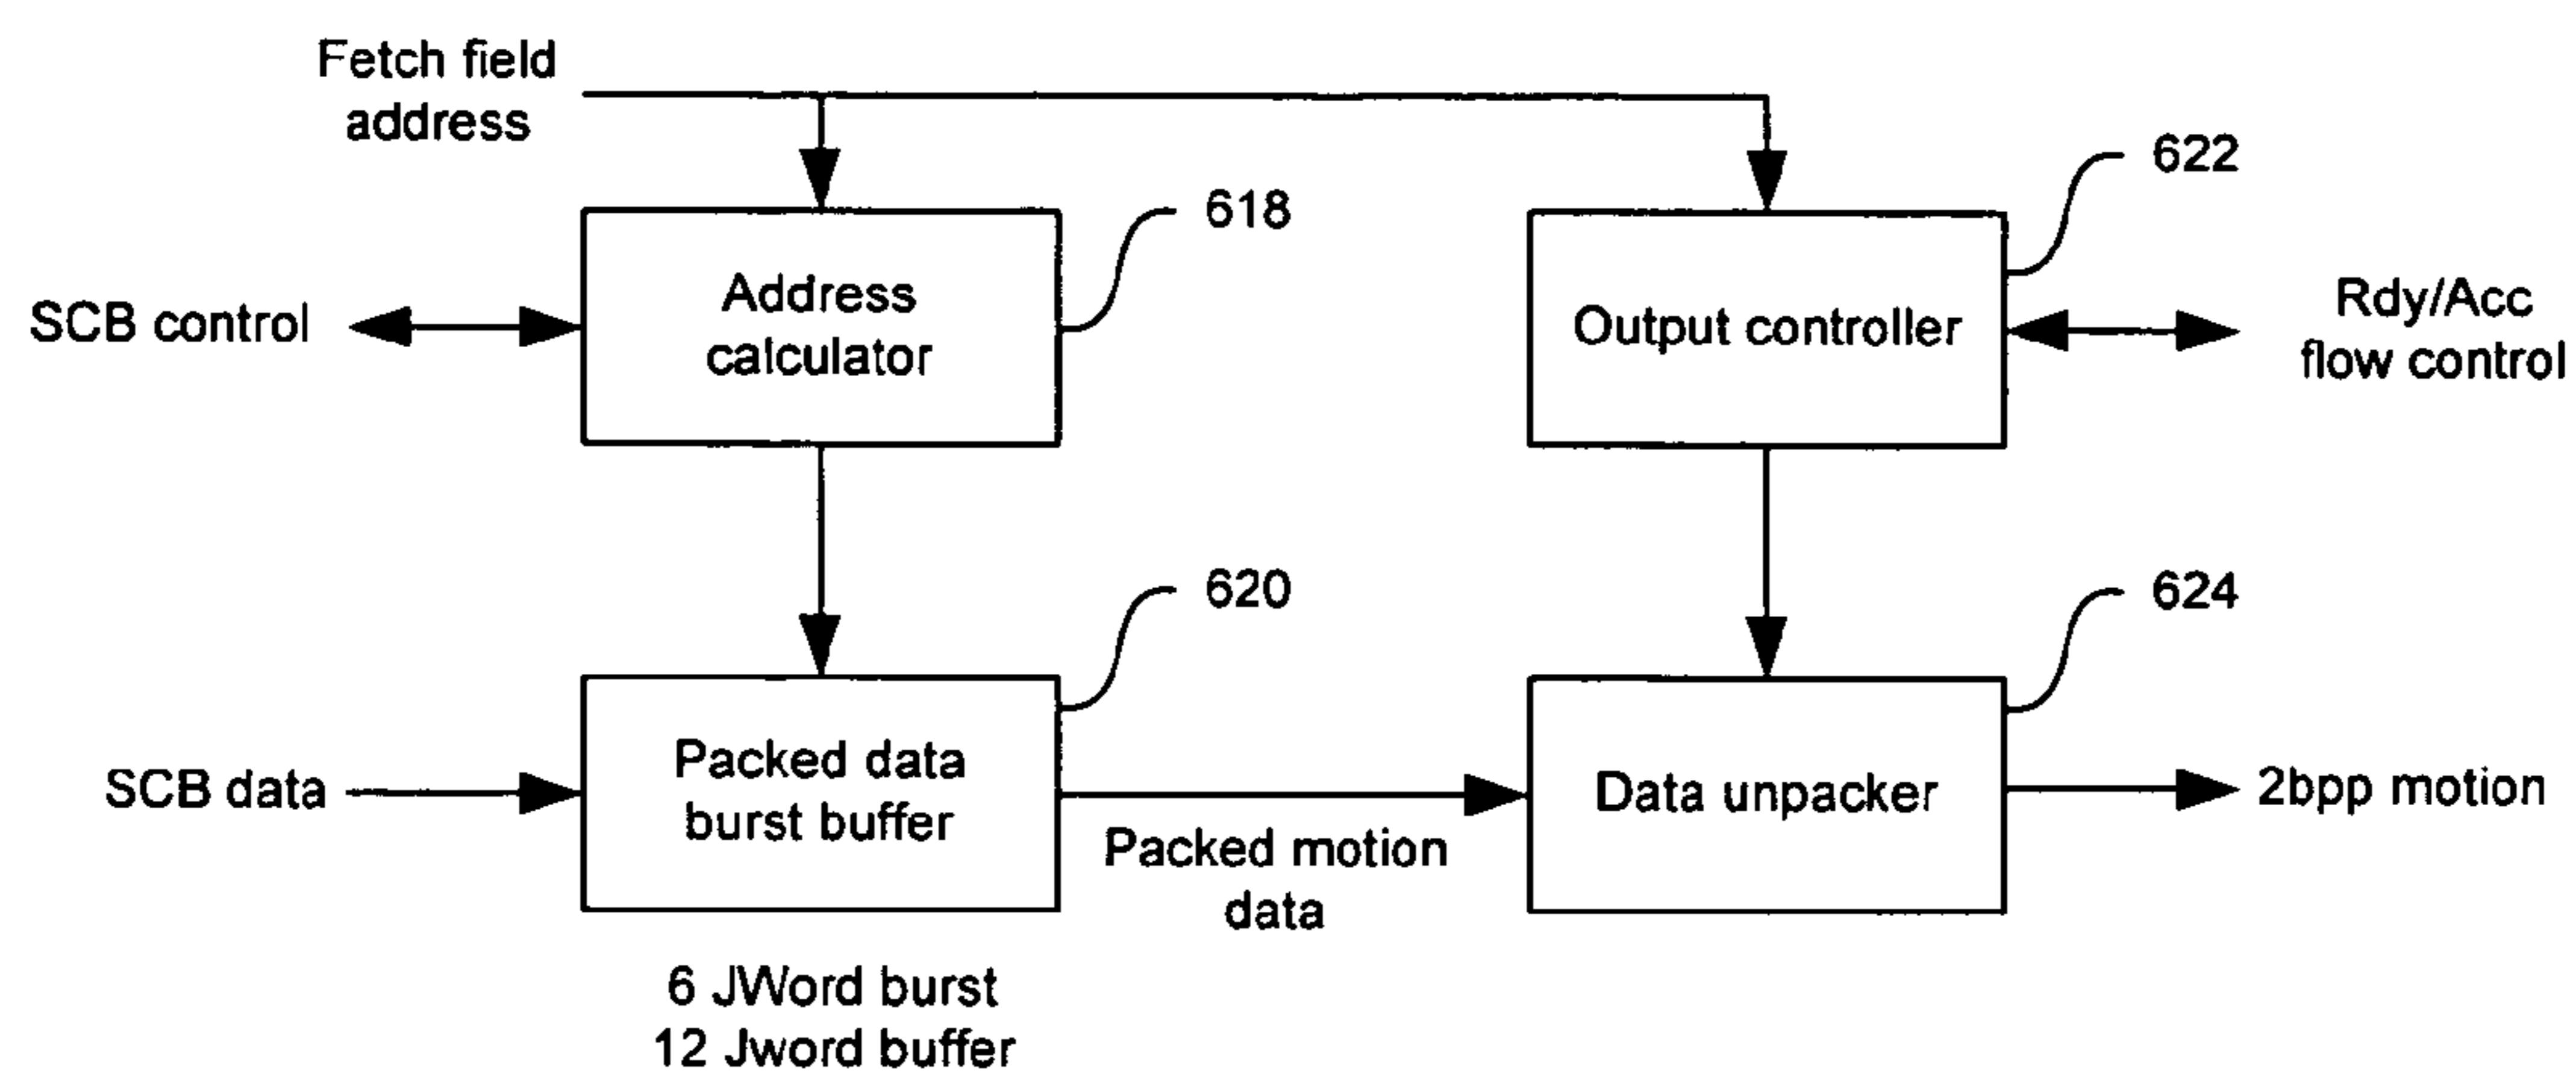 Fetch field
address
622
618
SCB control
Address
calculator
Output controller
Rdy/Acc
flow control
620
624
SCB data
Packed data
burst buffer
Packed motion
data
Data unpacker
2bpp motion
6 JWord burst
12 Jword buffer